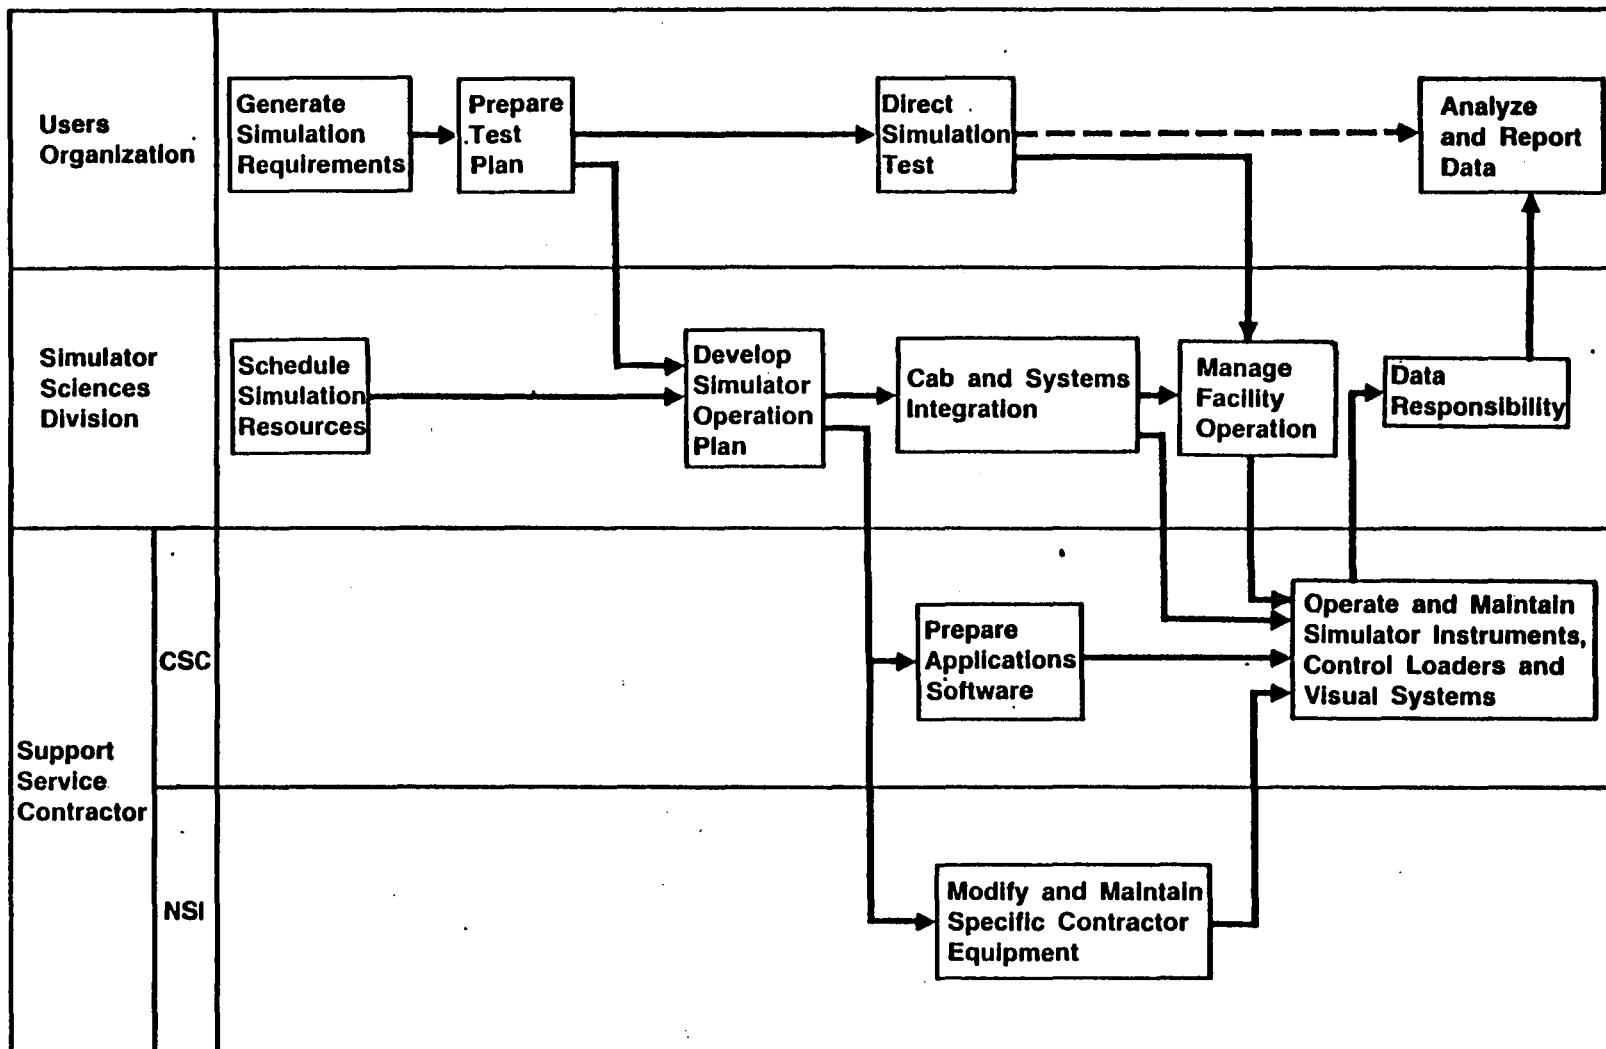 Users
Organization
Generate
Simulation
Requirements
Prepare
Test
Plan
Direct
Simulation
Test
Analyze
and Report
Data
Simulator
Sciences
Division
Schedule
Simulation
Resources
Develop
Simulator
Operation
Plan
Cab and Systems
Integration
Manage
Facility
Operation
Data
Responsibility
Support
Service
Contractor
CSC
Prepare
Applications
Software
Operate and Maintain
Simulator Instruments,
Control Loaders and
Visual Systems
NSI
Modify and Maintain
Specific Contractor
Equipment